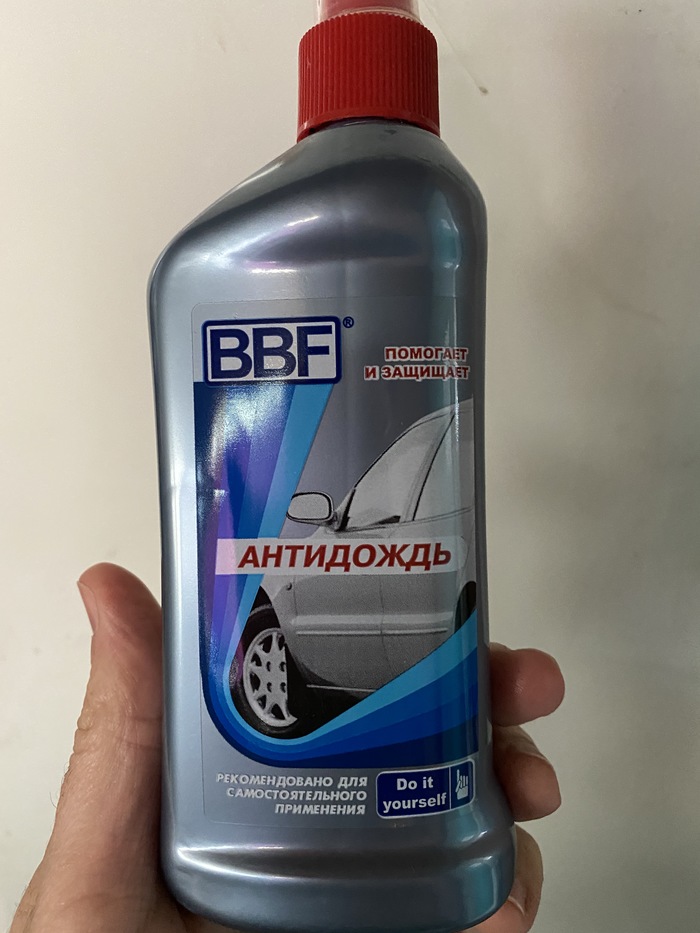 BBF®
ПОМОГАЕТ
И ЗАЩИЩАЕТ
АНТИДОЖДЬ
РЕКОМЕНДОВАНО ДЛЯ
САМОСТОЯТЕЛЬНОГО
ПРИМЕНЕНИЯ
Do it
yourself